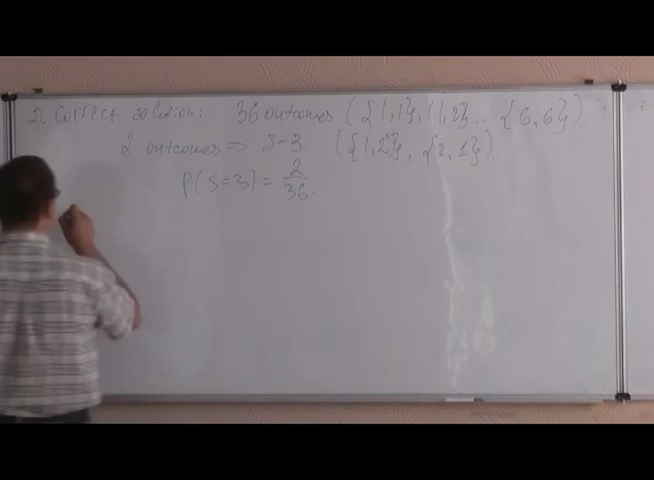 2). Correct solution: 36 outcomes ({1,1}, {1,2}.. {6,6}).
2 outcomes => S=3 ({1,2}, {2,1}).
P(S=3) = 2/36.